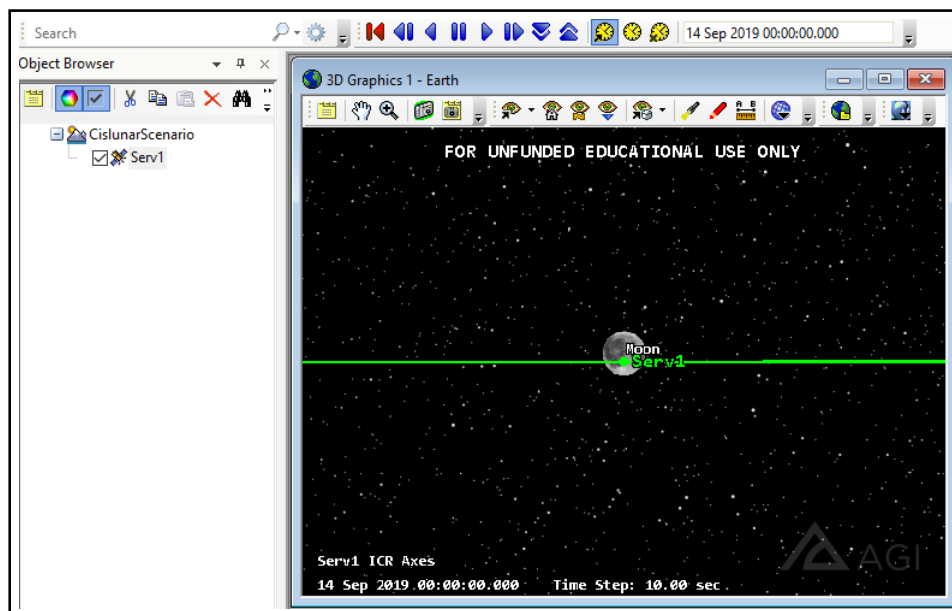 Search
14 Sep 2019 00:00:00.000
Object Browser
CislunarScenario
Serv1
3D Graphics 1 - Earth
A B
FOR UNFUNDED EDUCATIONAL USE ONLY
Moon
Serv1
AGI
Serv1 ICR Axes
14 Sep 2019 00:00:00.000 Time Step: 10.00 sec